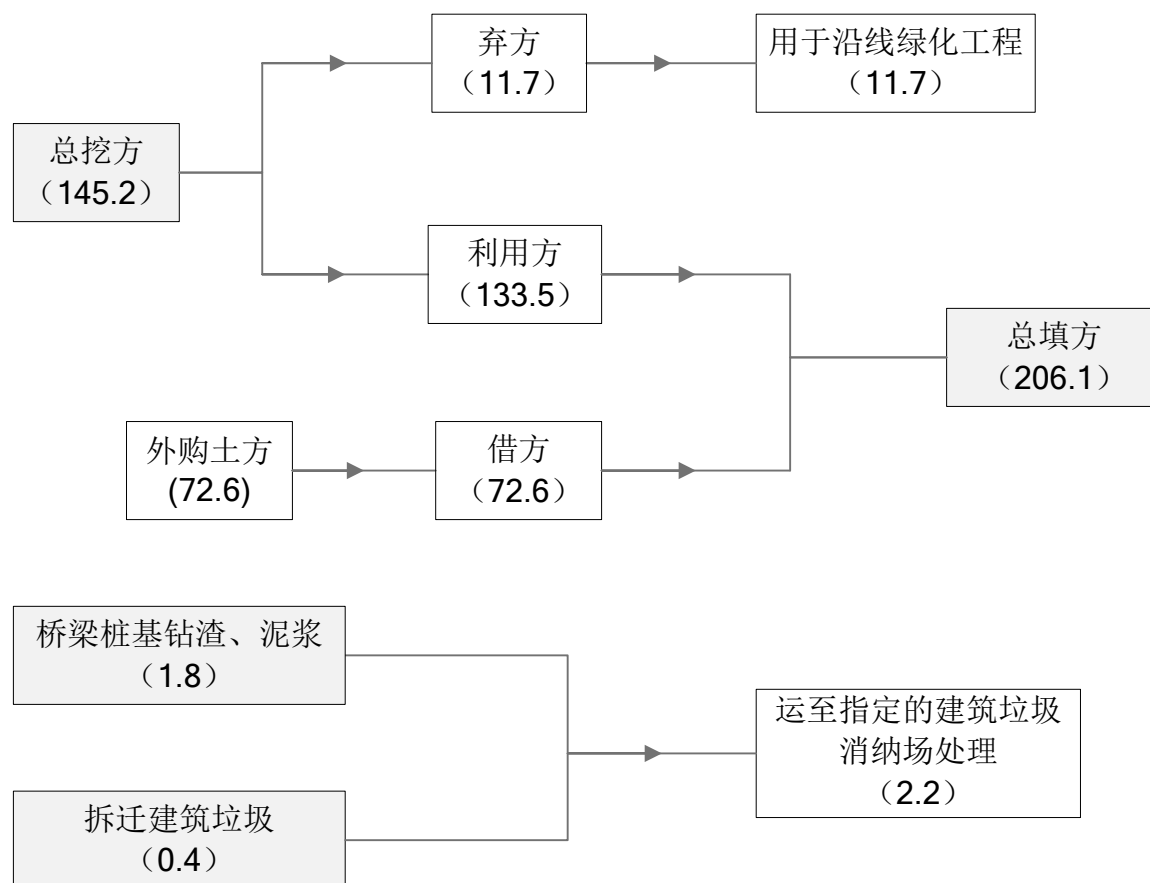 弃方
（11.7）
用于沿线绿化工程
（11.7）
总挖方
（145.2）
利用方
（133.5）
总填方
（206.1）
外购土方
(72.6)
借方
（72.6）
桥梁桩基钻渣、泥浆
（1.8）
运至指定的建筑垃圾
消纳场处理
（2.2）
拆迁建筑垃圾
（0.4）